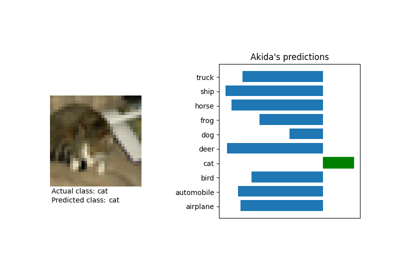 Akida's predictions
truck
ship
horse
frog
dog
deer
cat
bird
automobile
airplane
Actual class: cat
Predicted class: cat